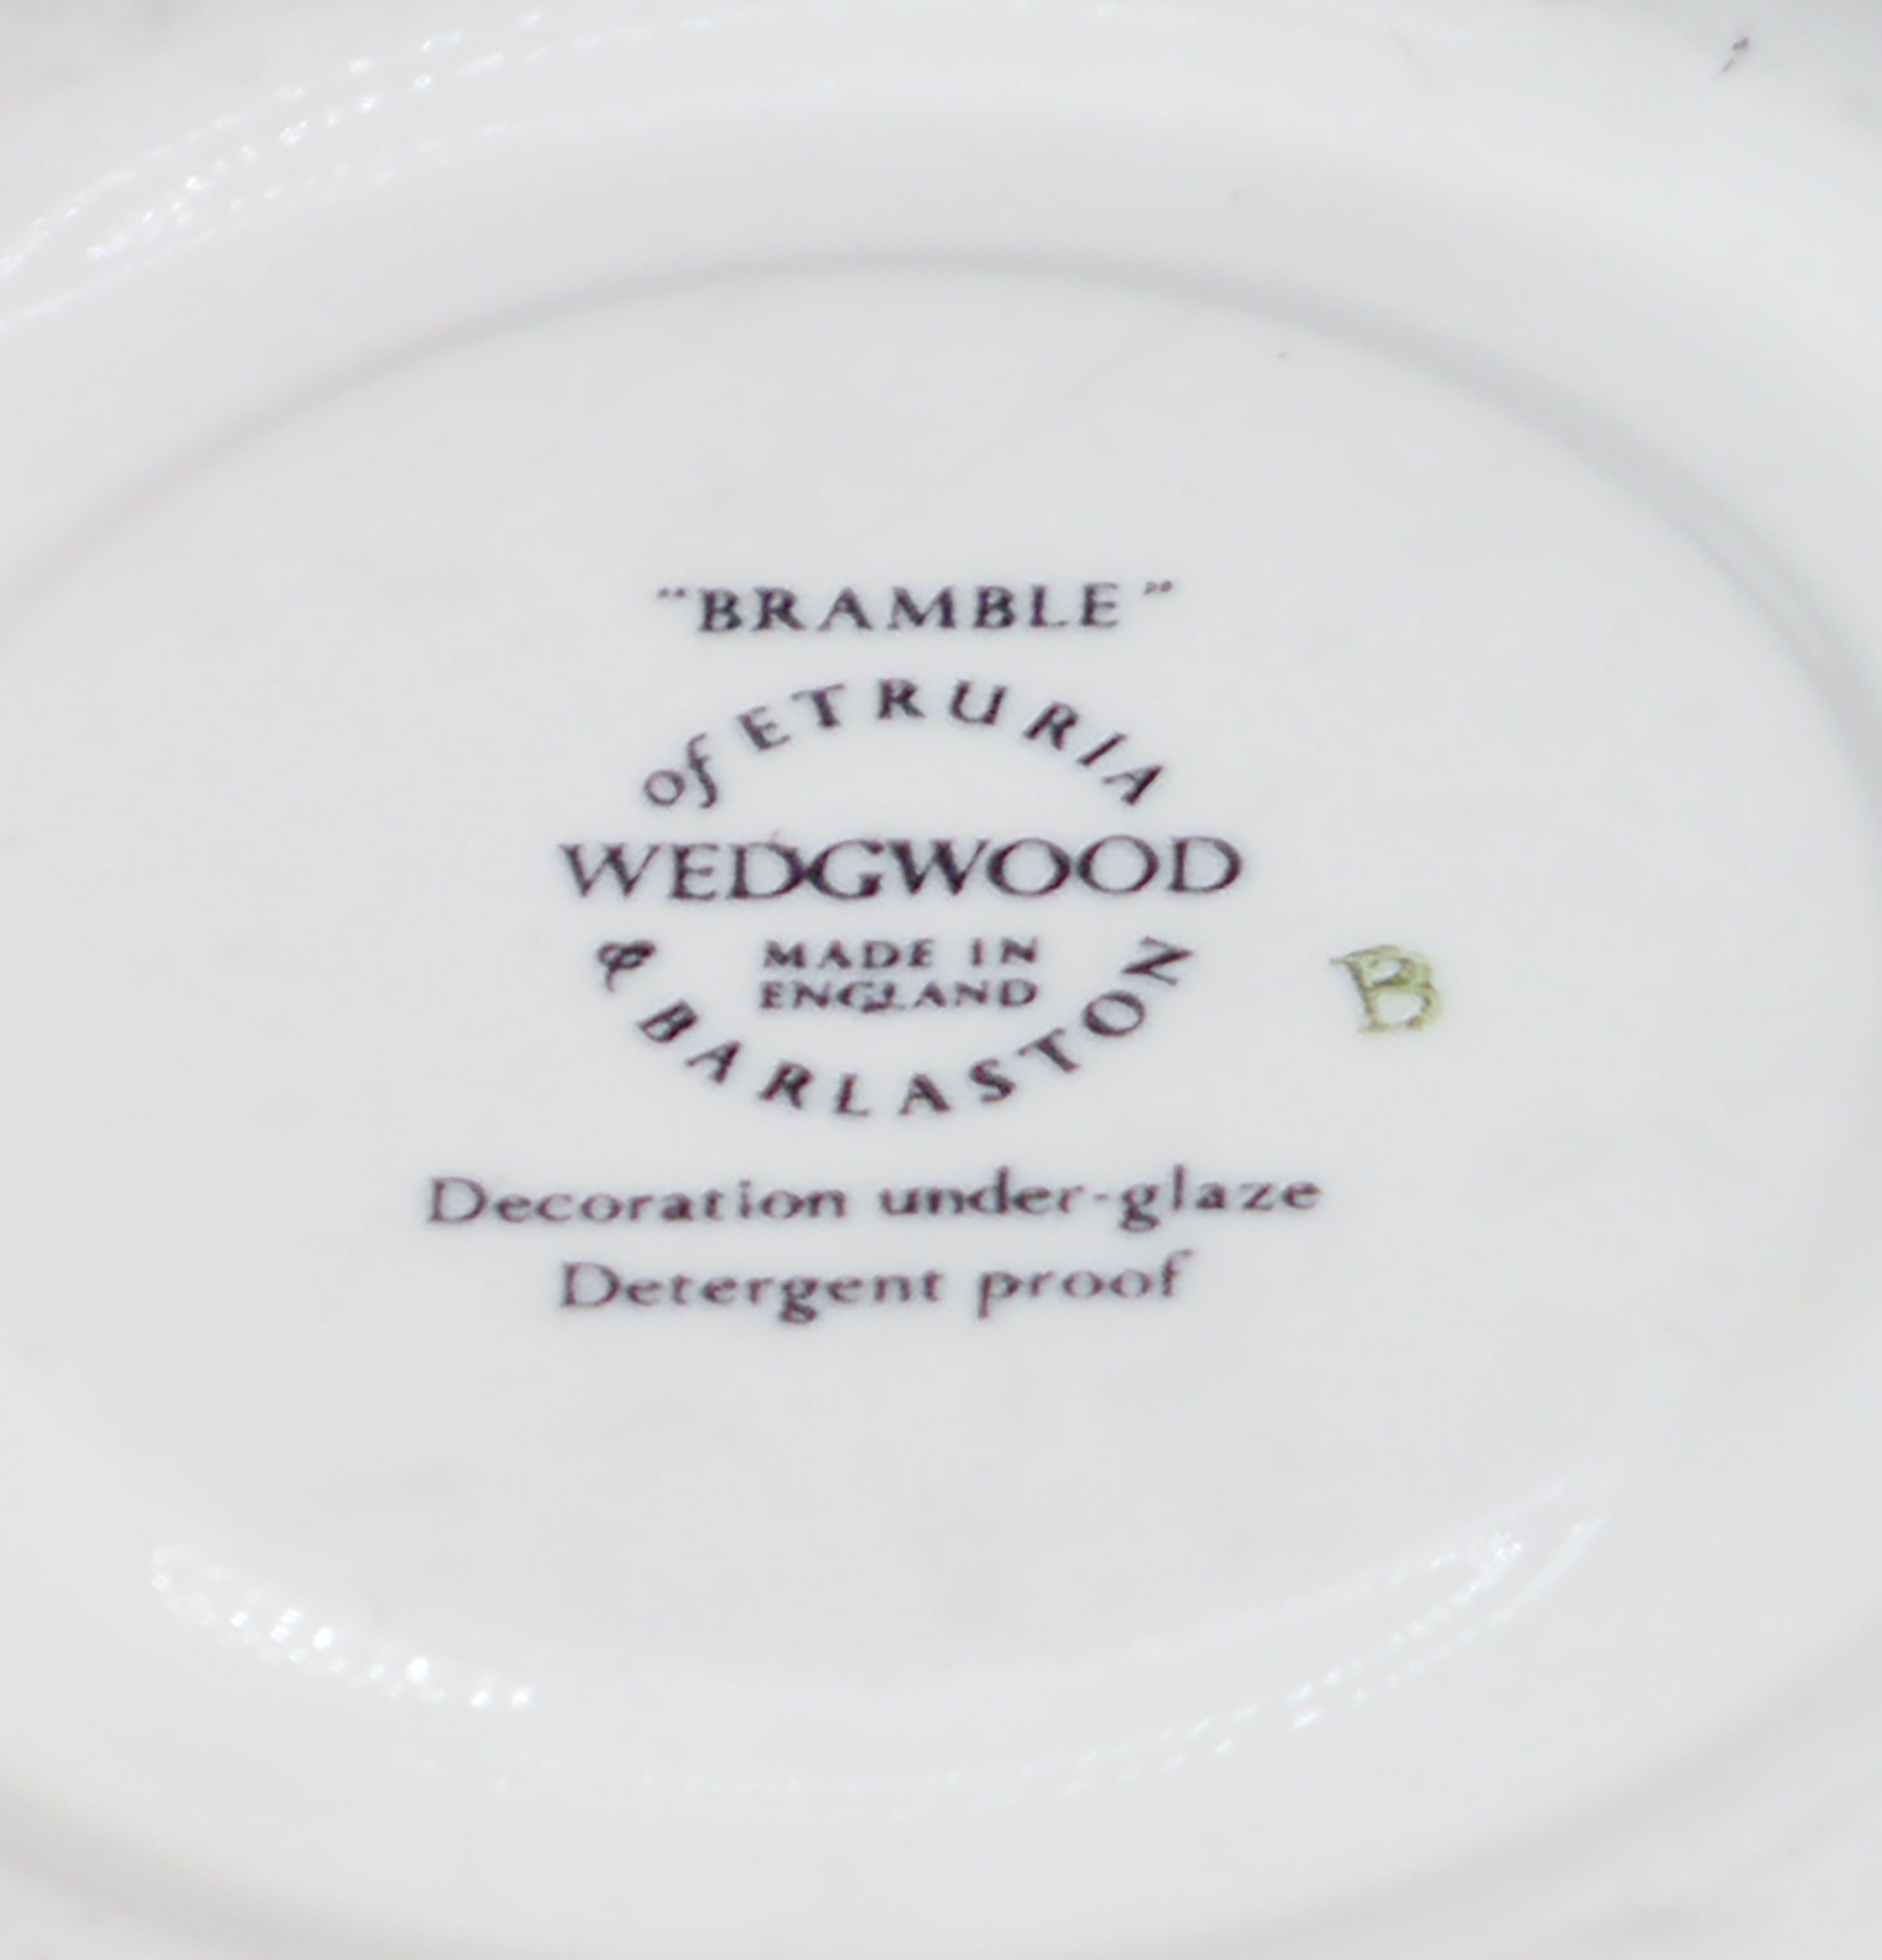 "BRAMBLE"
of ETRURIA
WEDGWOOD
MADE IN
ENGLAND
& BARLASTON
B
Decoration under-glaze
Detergent proof